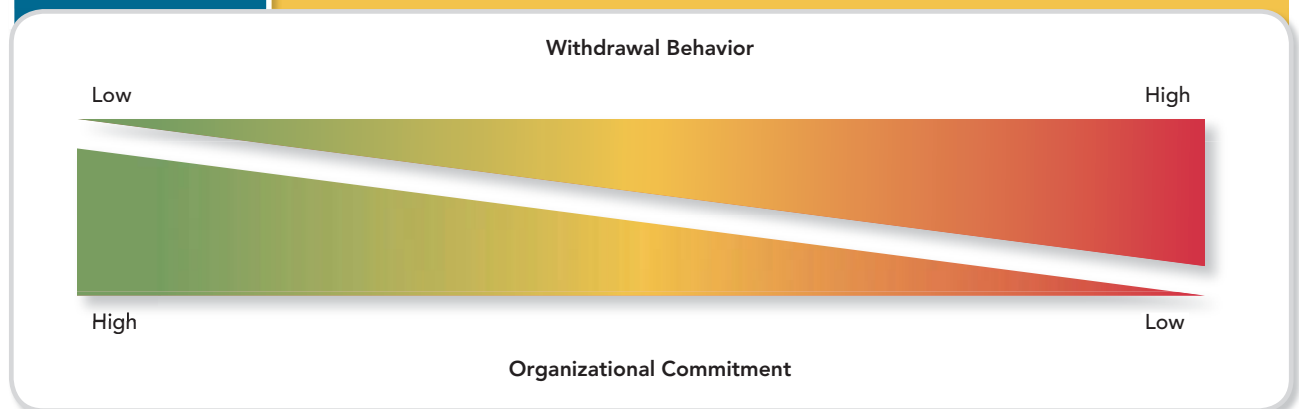 Withdrawal Behavior
Low High
High Low
Organizational Commitment